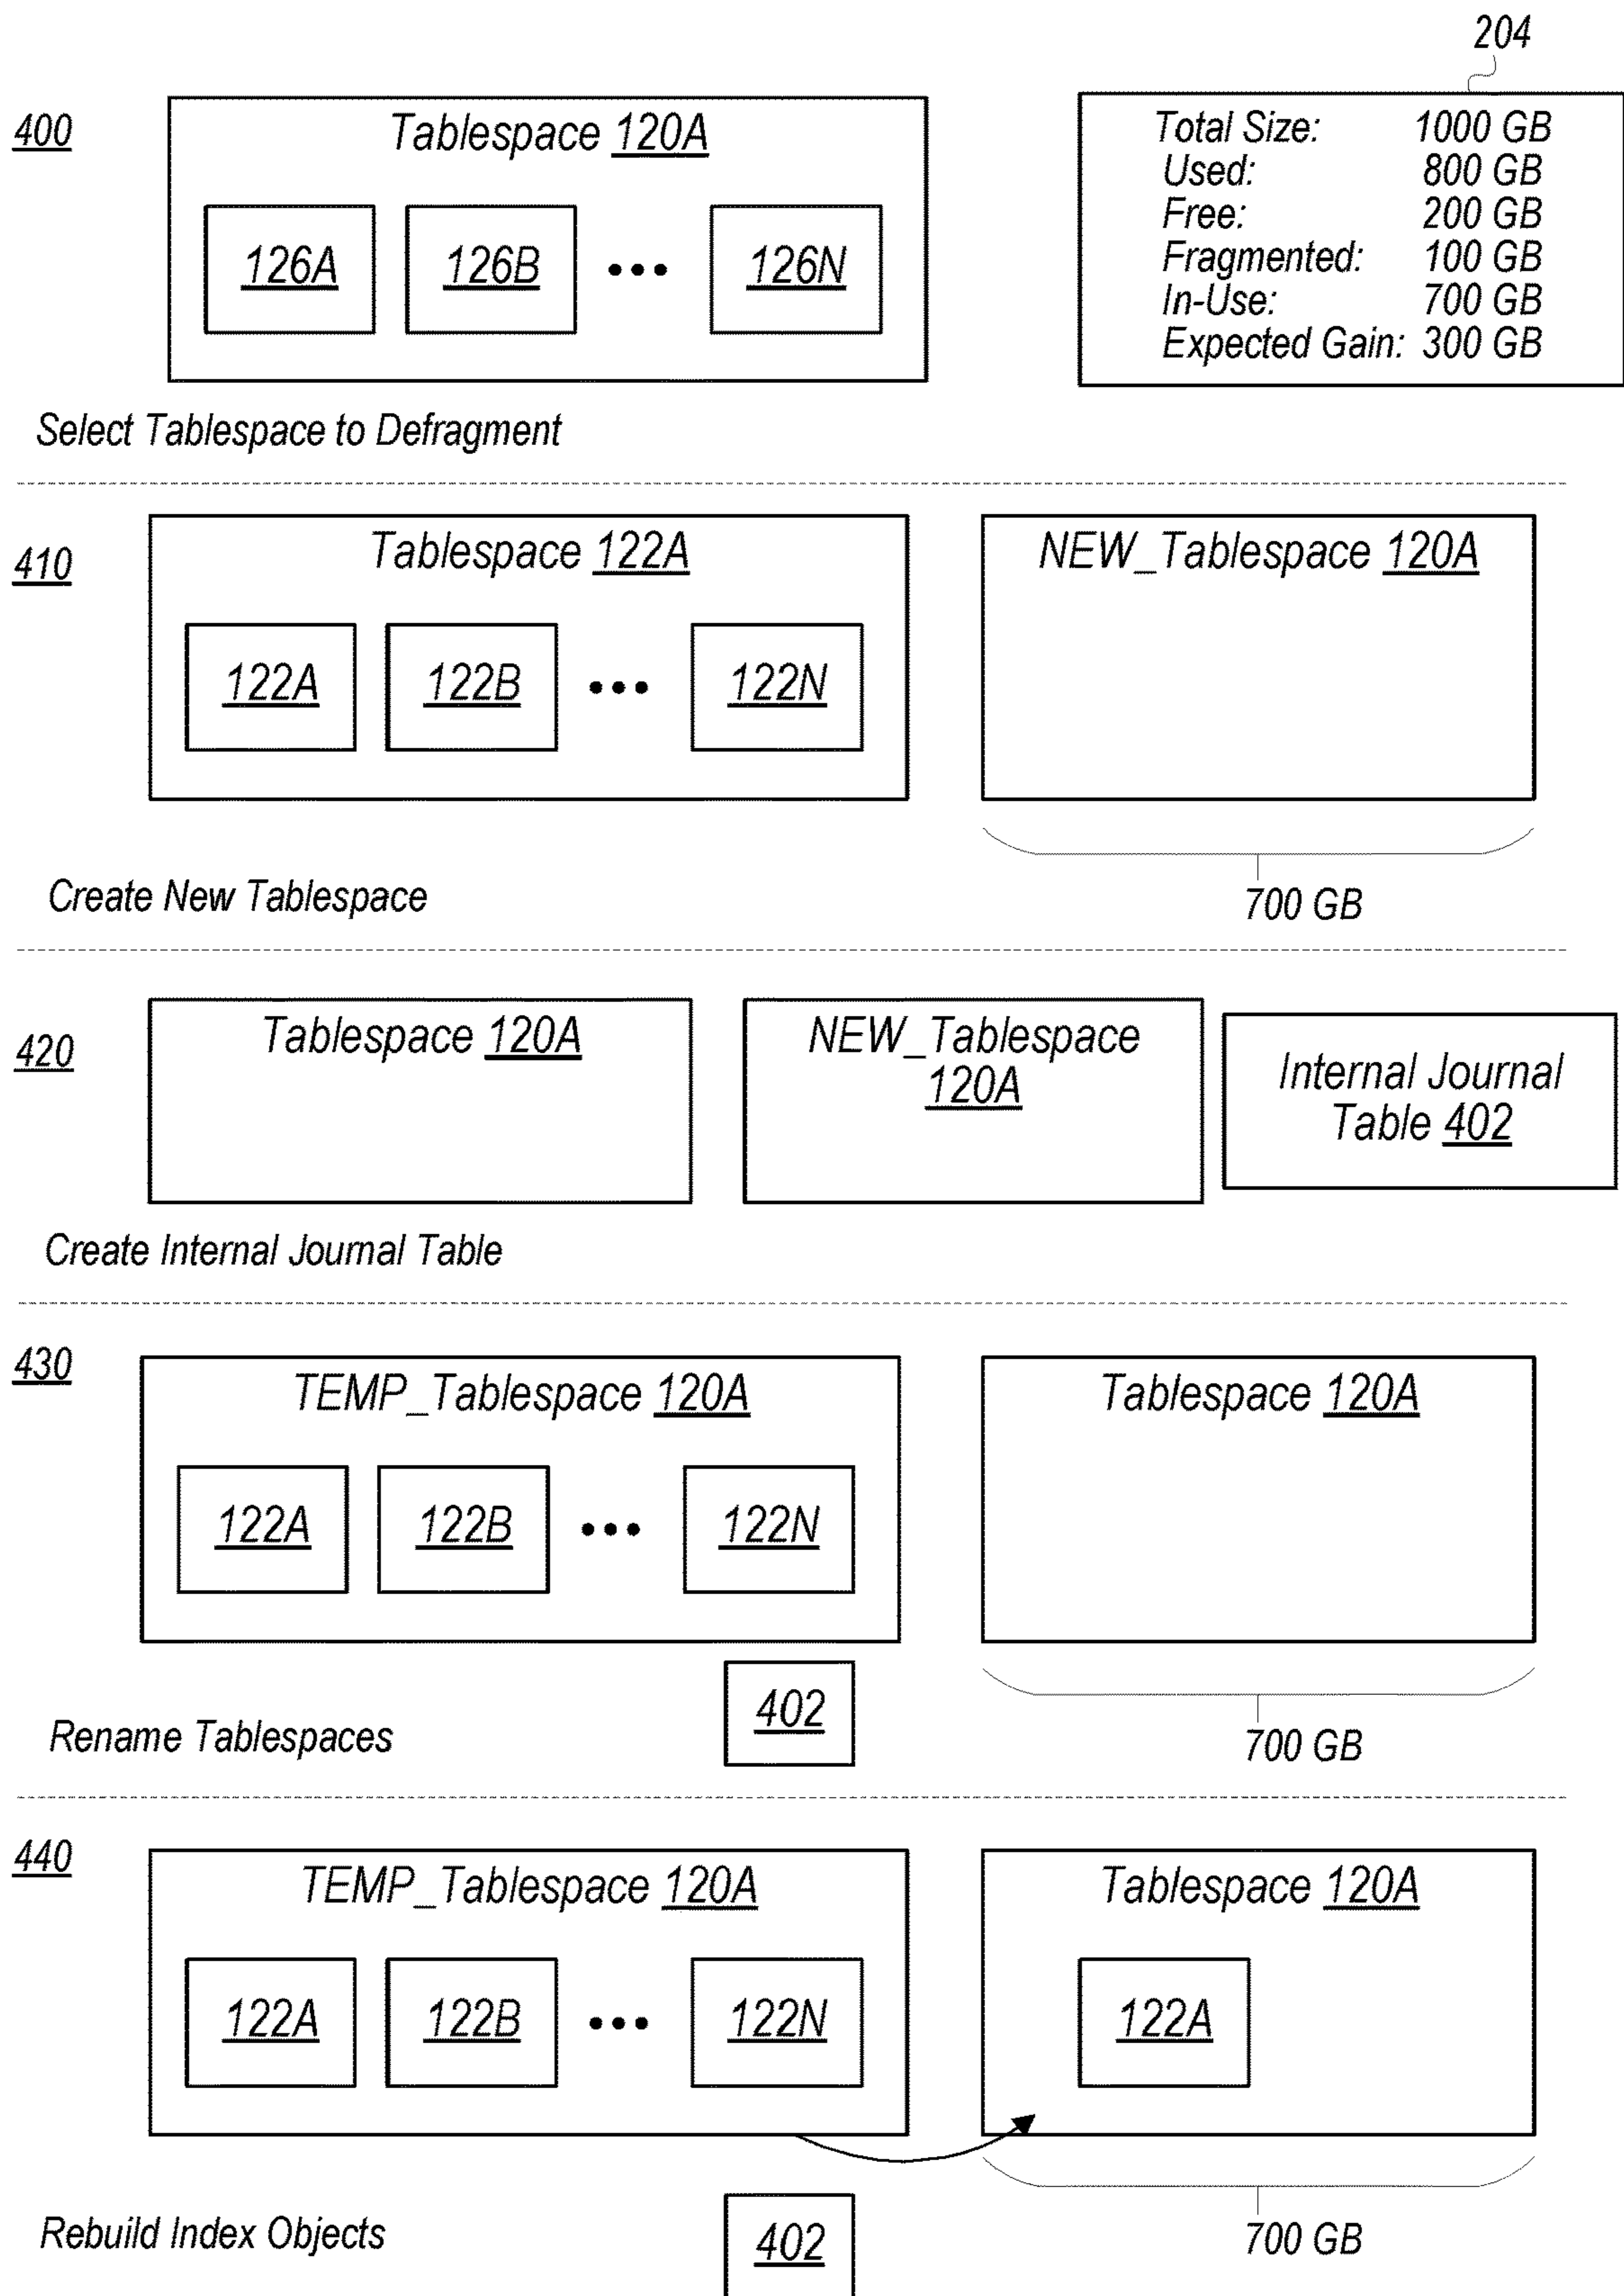 204
400
Tablespace 120A
126A 126B ••• 126N
Total Size: 1000 GB
Used: 800 GB
Free: 200 GB
Fragmented: 100 GB
In-Use: 700 GB
Expected Gain: 300 GB
Select Tablespace to Defragment
410
Tablespace 122A
122A 122B ••• 122N
NEW_Tablespace 120A
700 GB
Create New Tablespace
420
Tablespace 120A
NEW_Tablespace
120A
Internal Journal
Table 402
Create Internal Journal Table
430
TEMP_Tablespace 120A
122A 122B ••• 122N
Tablespace 120A
402
700 GB
Rename Tablespaces
440
TEMP_Tablespace 120A
122A 122B ••• 122N
Tablespace 120A
122A
402
700 GB
Rebuild Index Objects